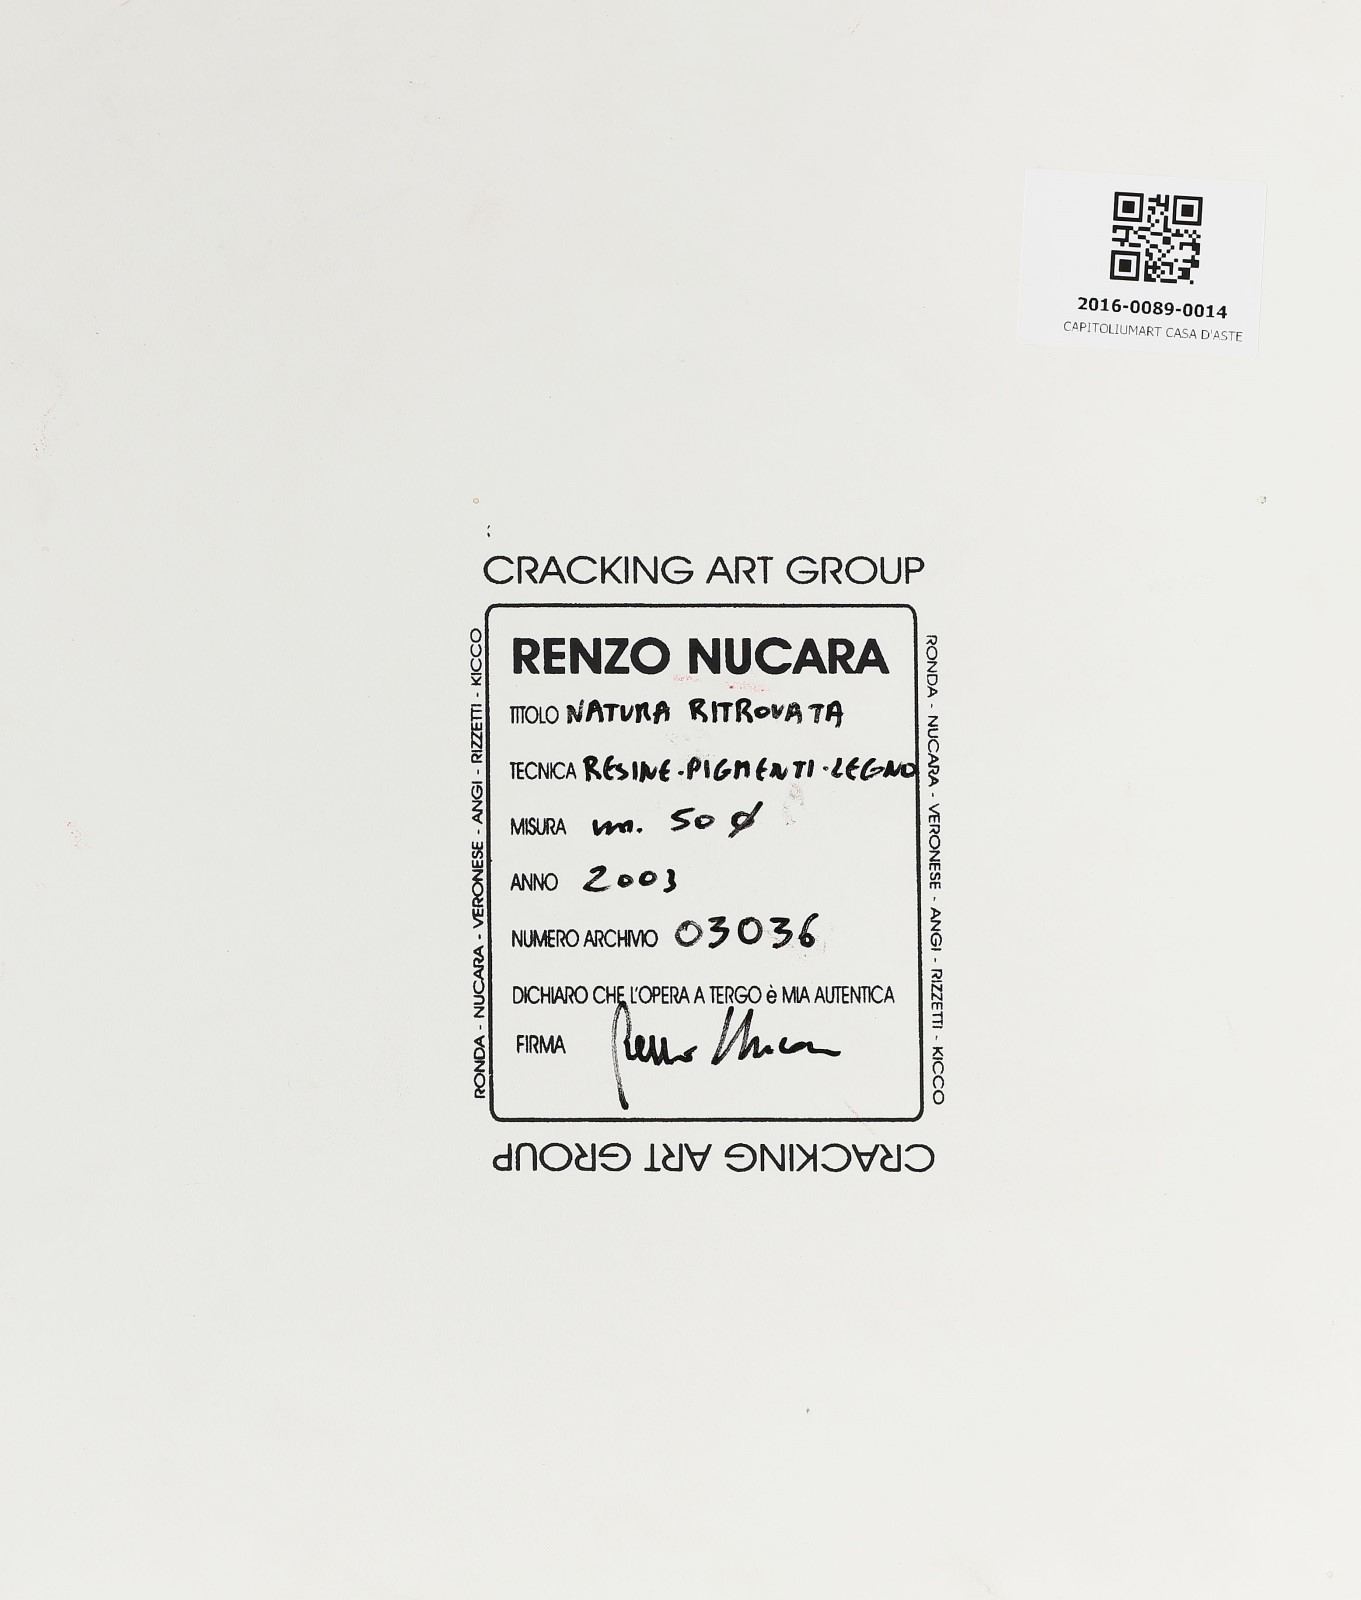 2016-0089-0014
CAPITOLIUMART CASA D'ASTE
CRACKING ART GROUP
RONDA - NUCARA - VERONESE - ANGI - RIZZETTI - KICCO
RENZO NUCARA
TITOLO NATURA RITROVATA
TECNICA RESINE-PIGMENTI-LEGNO
MISURA cm. 50 ø
ANNO 2003
NUMERO ARCHIVIO 03036
DICHIARO CHE L'OPERA A TERGO è MIA AUTENTICA
FIRMA Renzo Nucara
RONDA - NUCARA - VERONESE - ANGI - RIZZETTI - KICCO
CRACKING ART GROUP